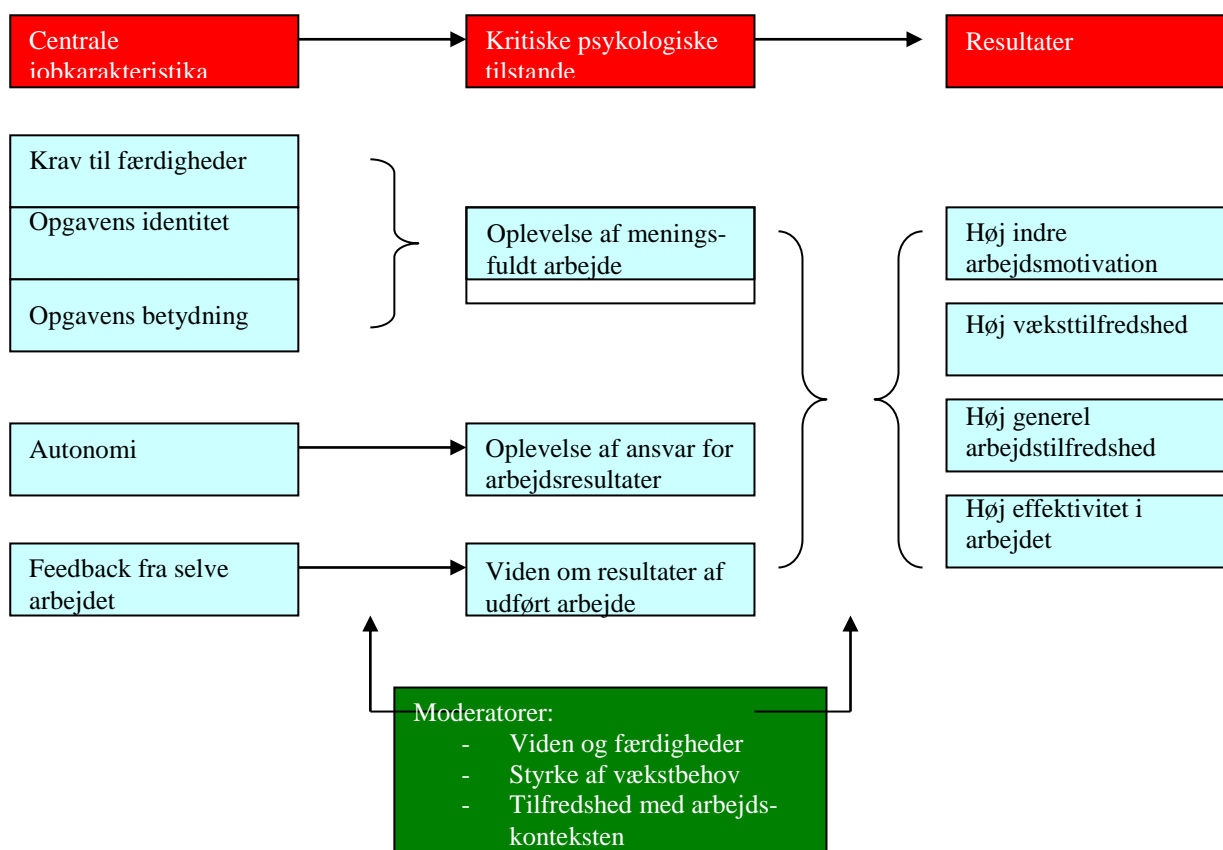 Centrale
jobkarakteristika
Kritiske psykologiske
tilstande
Resultater
Krav til færdigheder
Opgavens identitet
Opgavens betydning
Oplevelse af menings-
fuldt arbejde
Høj indre
arbejdsmotivation
Høj væksttilfredshed
Autonomi
Oplevelse af ansvar for
arbejdsresultater
Høj generel
arbejdstilfredshed
Høj effektivitet i
arbejdet
Feedback fra selve
arbejdet
Viden om resultater af
udført arbejde
Moderatorer:
- Viden og færdigheder
- Styrke af vækstbehov
- Tilfredshed med arbejds-
konteksten